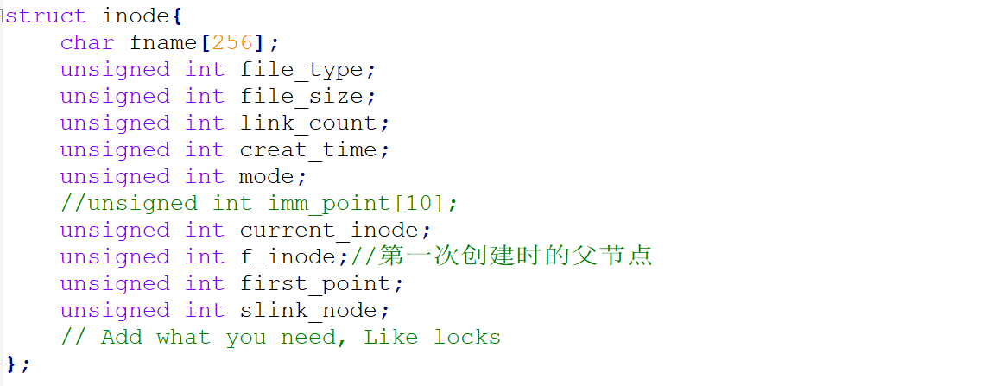 struct inode{
    char fname[256];
    unsigned int file_type;
    unsigned int file_size;
    unsigned int link_count;
    unsigned int creat_time;
    unsigned int mode;
    //unsigned int imm_point[10];
    unsigned int current_inode;
    unsigned int f_inode;//第一次创建时的父节点
    unsigned int first_point;
    unsigned int slink_node;
    // Add what you need, Like locks
};